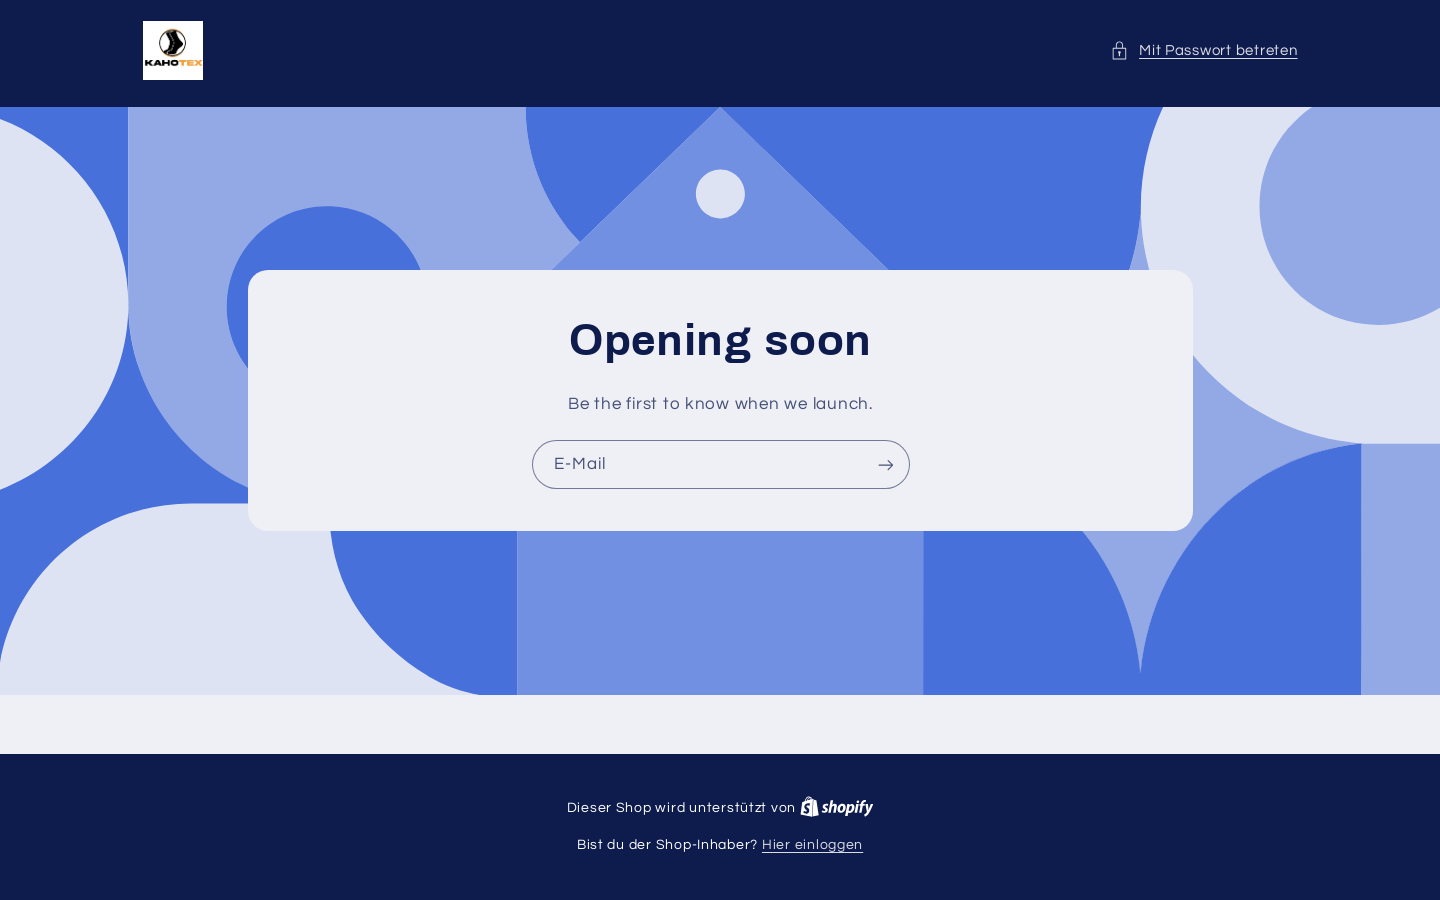 KAHOTEX
Mit Passwort betreten
Opening soon
Be the first to know when we launch.
E-Mail
Dieser Shop wird unterstützt von shopify
Bist du der Shop-Inhaber? Hier einloggen